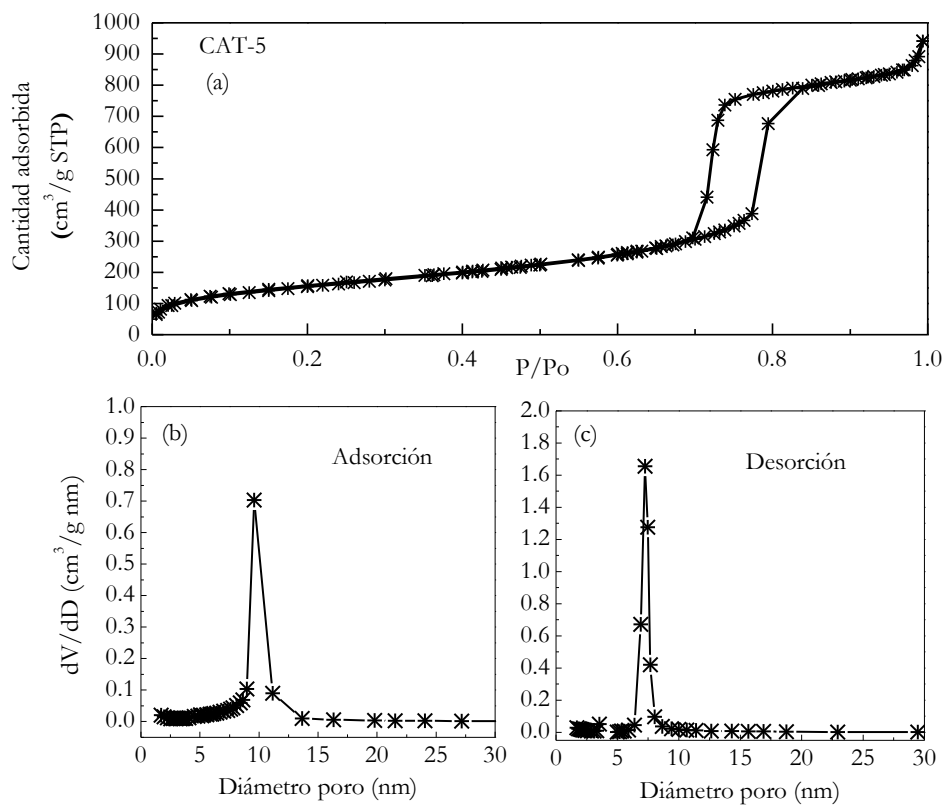 CAT-5
(a)
Cantidad adsorbida
(cm³/g STP)
1000
900
800
700
600
500
400
300
200
100
0
0.0 0.2 0.4 0.6 0.8 1.0
P/Po
(b)
Adsorción
dV/dD (cm³/g nm)
1.0
0.9
0.8
0.7
0.6
0.5
0.4
0.3
0.2
0.1
0.0
0 5 10 15 20 25 30
Diámetro poro (nm)
(c)
Desorción
2.0
1.8
1.6
1.4
1.2
1.0
0.8
0.6
0.4
0.2
0.0
0 5 10 15 20 25 30
Diámetro poro (nm)